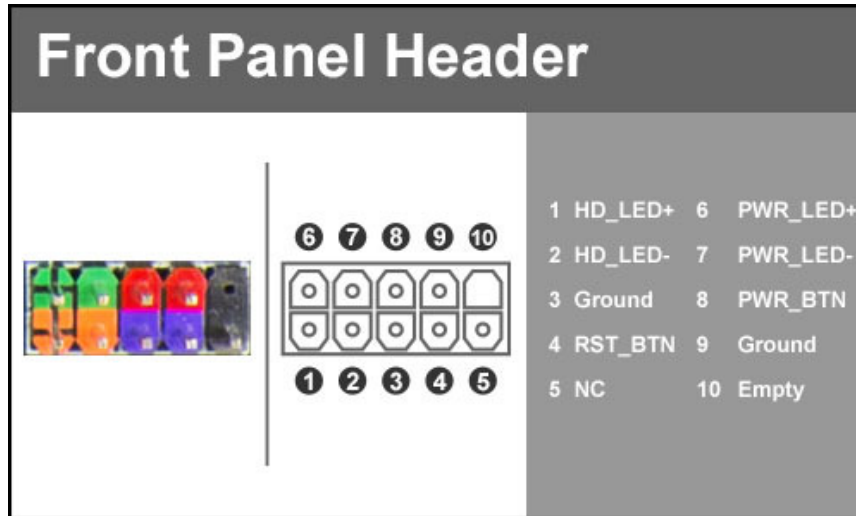 Front Panel Header
6 7 8 9 10
1 2 3 4 5
1 HD_LED+ 6 PWR_LED+
2 HD_LED- 7 PWR_LED-
3 Ground 8 PWR_BTN
4 RST_BTN 9 Ground
5 NC 10 Empty